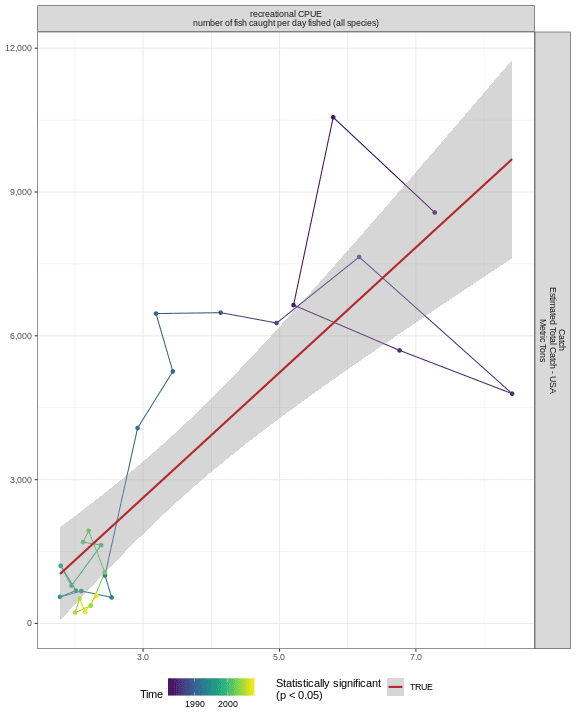 recreational CPUE
number of fish caught per day fished (all species)
12,000
9,000
6,000
3,000
0
Catch
Estimated Total Catch - USA
Metric Tons
3.0
5.0
7.0
Time
1990
2000
Statistically significant
(p < 0.05)
TRUE